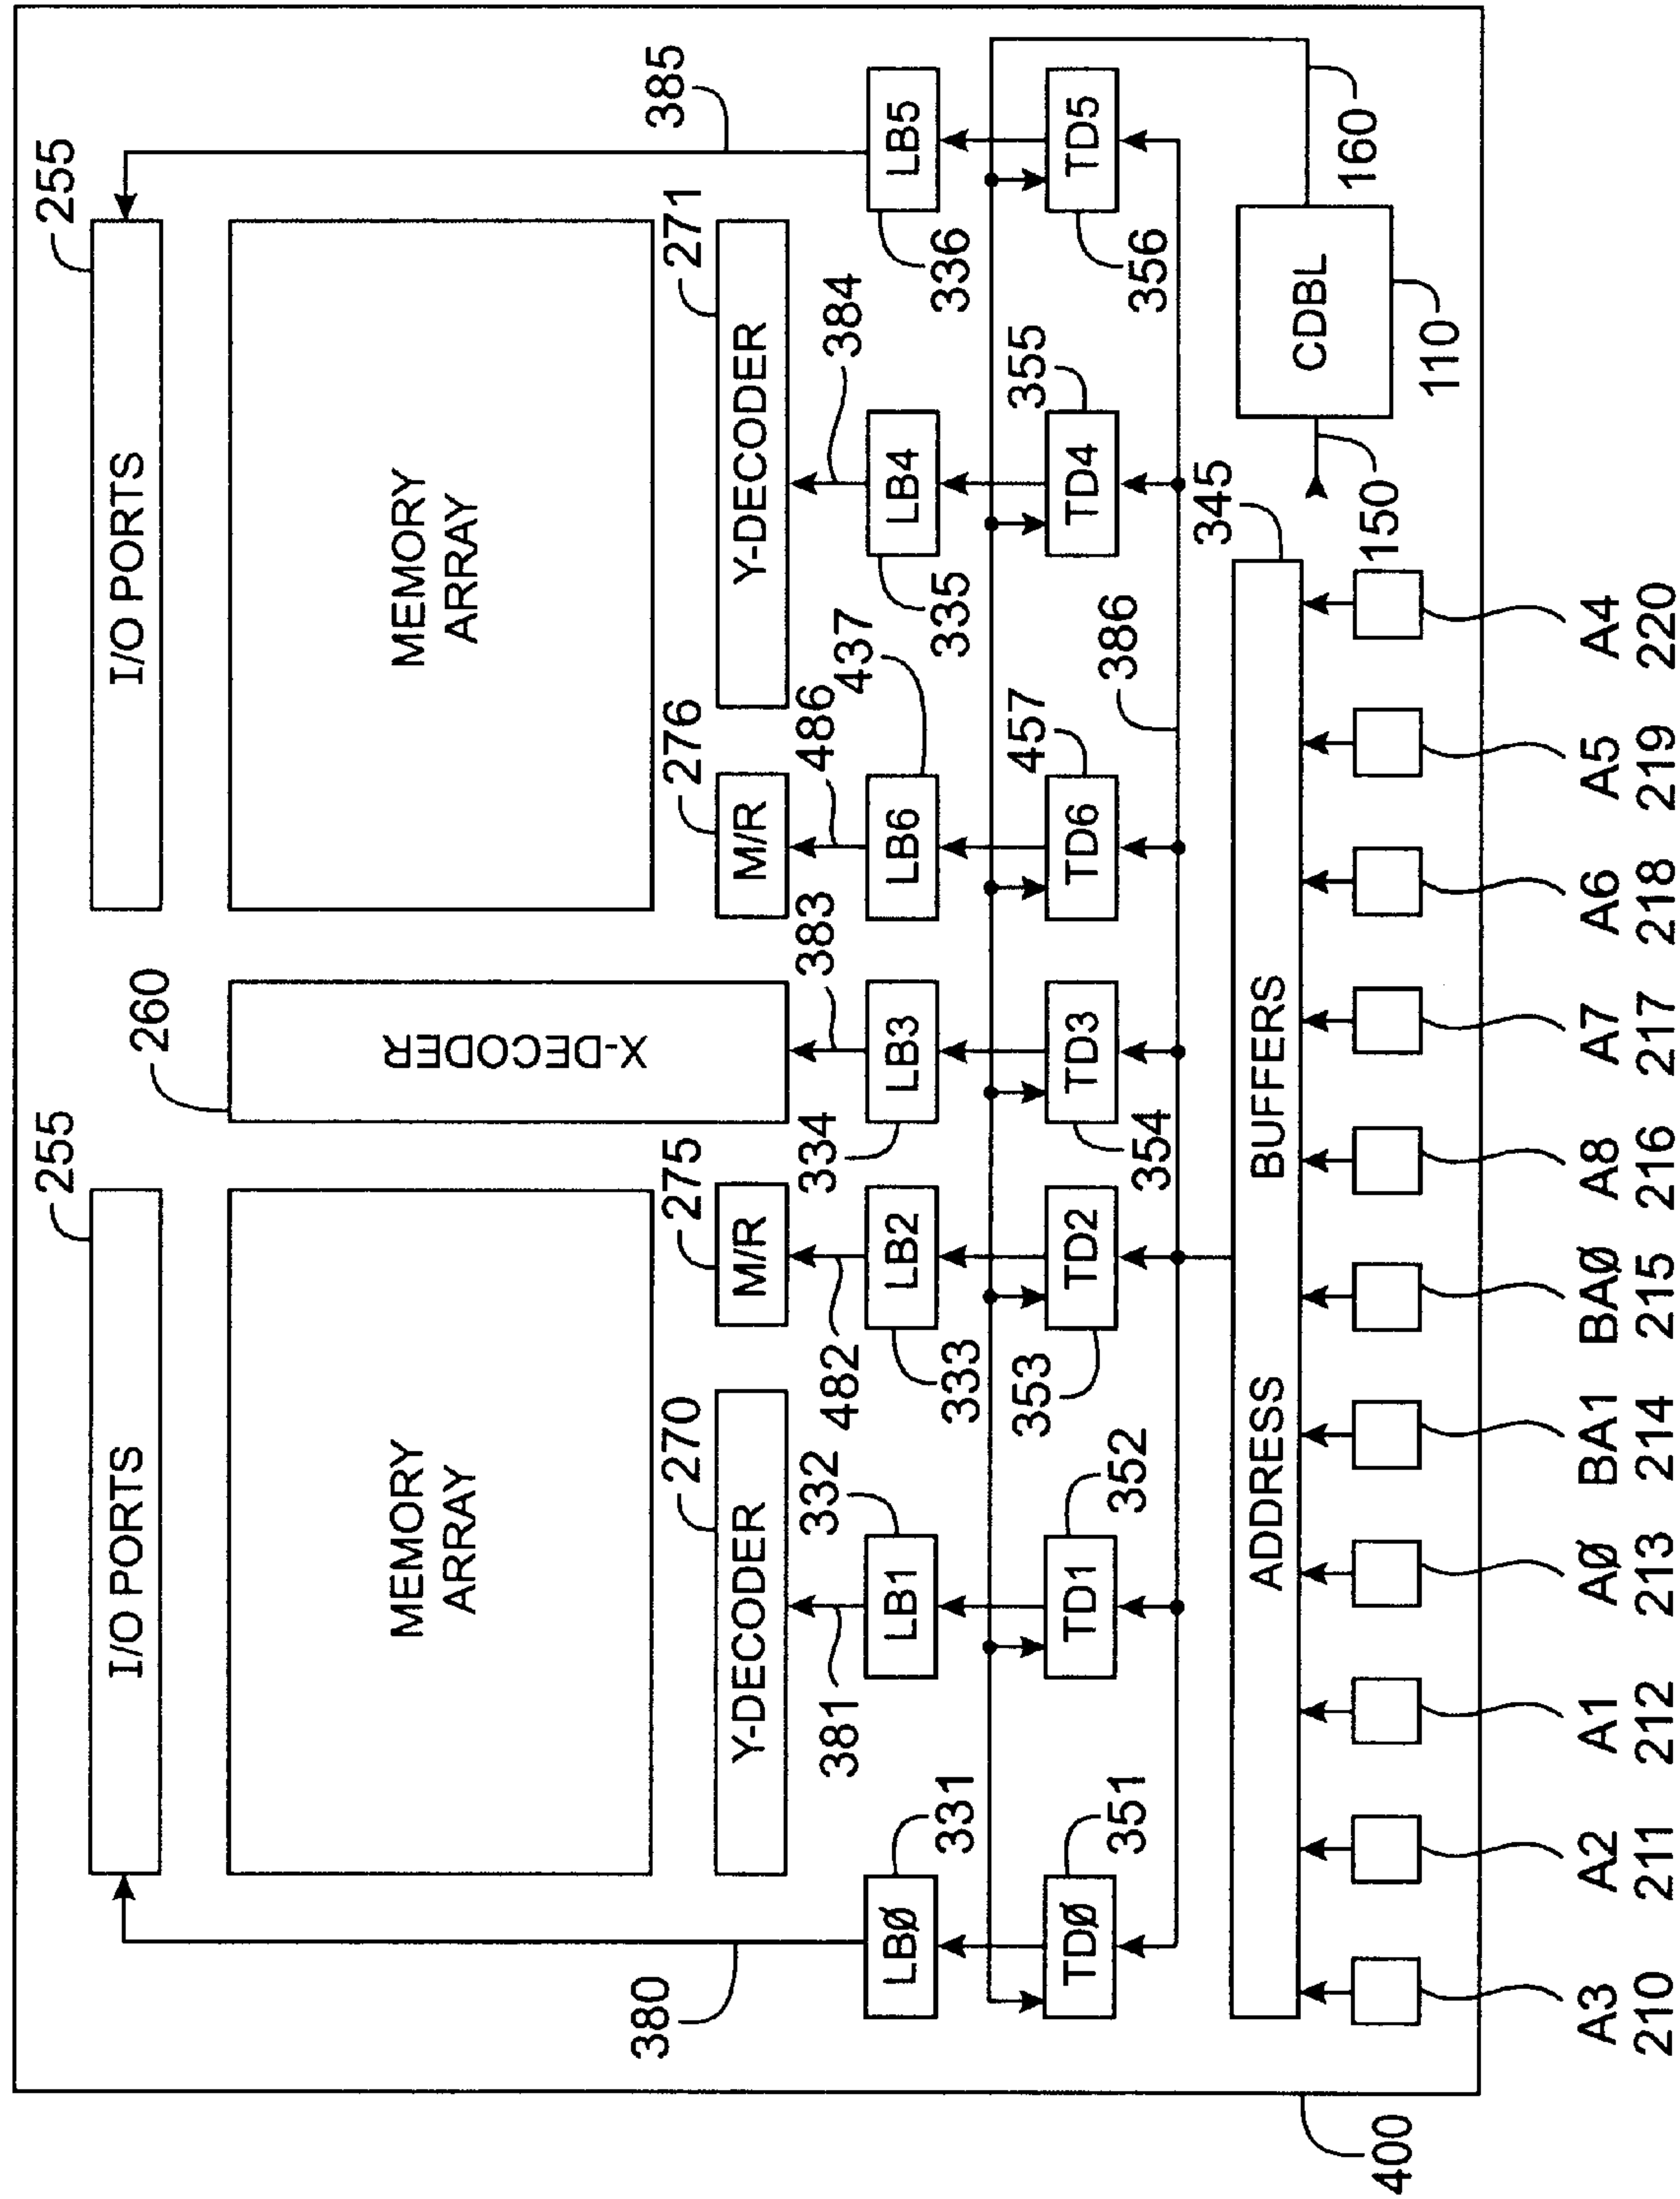 255
255
385
I/O PORTS
I/O PORTS
260
MEMORY
ARRAY
MEMORY
ARRAY
X-DECODER
270
275
276
271
Y-DECODER
M/R
M/R
Y-DECODER
380
381
332
482
383
486
437
384
LBØ
LB1
LB2
LB3
LB6
LB4
LB5
331
333
334
335
336
351
352
353
354
457
355
TDØ
TD1
TD2
TD3
TD6
TD4
TD5
386
356
345
160
ADDRESS
BUFFERS
CDBL
150
110
400
A3
A2
A1
AØ
BA1
BAØ
A8
A7
A6
A5
A4
210
211
212
213
214
215
216
217
218
219
220